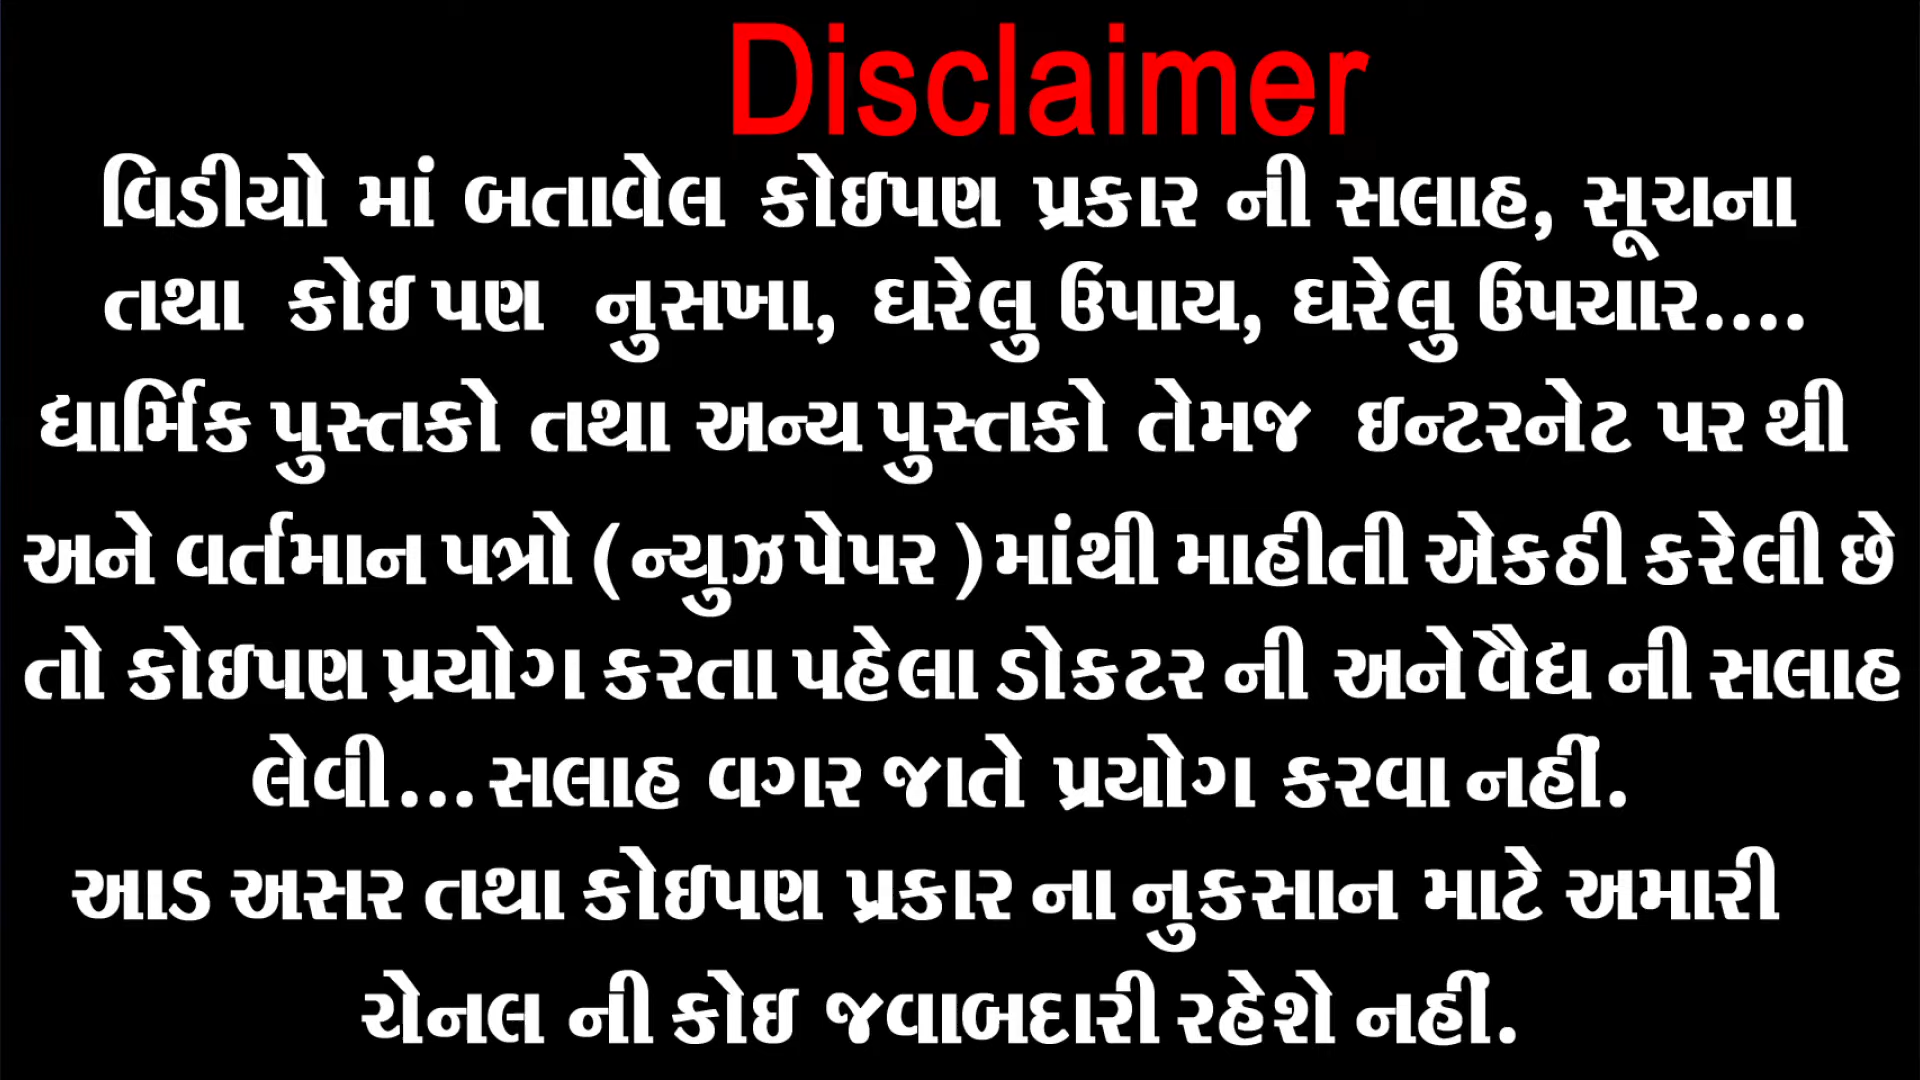 Disclaimer
વિડીયો માં બતાવેલ કોઇપણ પ્રકાર ની સલાહ, સૂચના
તથા કોઇ પણ નુસખા, ઘરેલુ ઉપાય, ઘરેલુ ઉપચાર....
ધાર્મિક પુસ્તકો તથા અન્ય પુસ્તકો તેમજ ઇન્ટરનેટ પર થી
અને વર્તમાન પત્રો ( ન્યુઝ પેપર ) માંથી માહીતી એકઠી કરેલી છે
તો કોઇપણ પ્રયોગ કરતા પહેલા ડોકટર ની અને વૈદ્ય ની સલાહ
લેવી...સલાહ વગર જાતે પ્રયોગ કરવા નહીં.
આડ અસર તથા કોઇપણ પ્રકાર ના નુકસાન માટે અમારી
ચેનલ ની કોઇ જવાબદારી રહેશે નહીં.